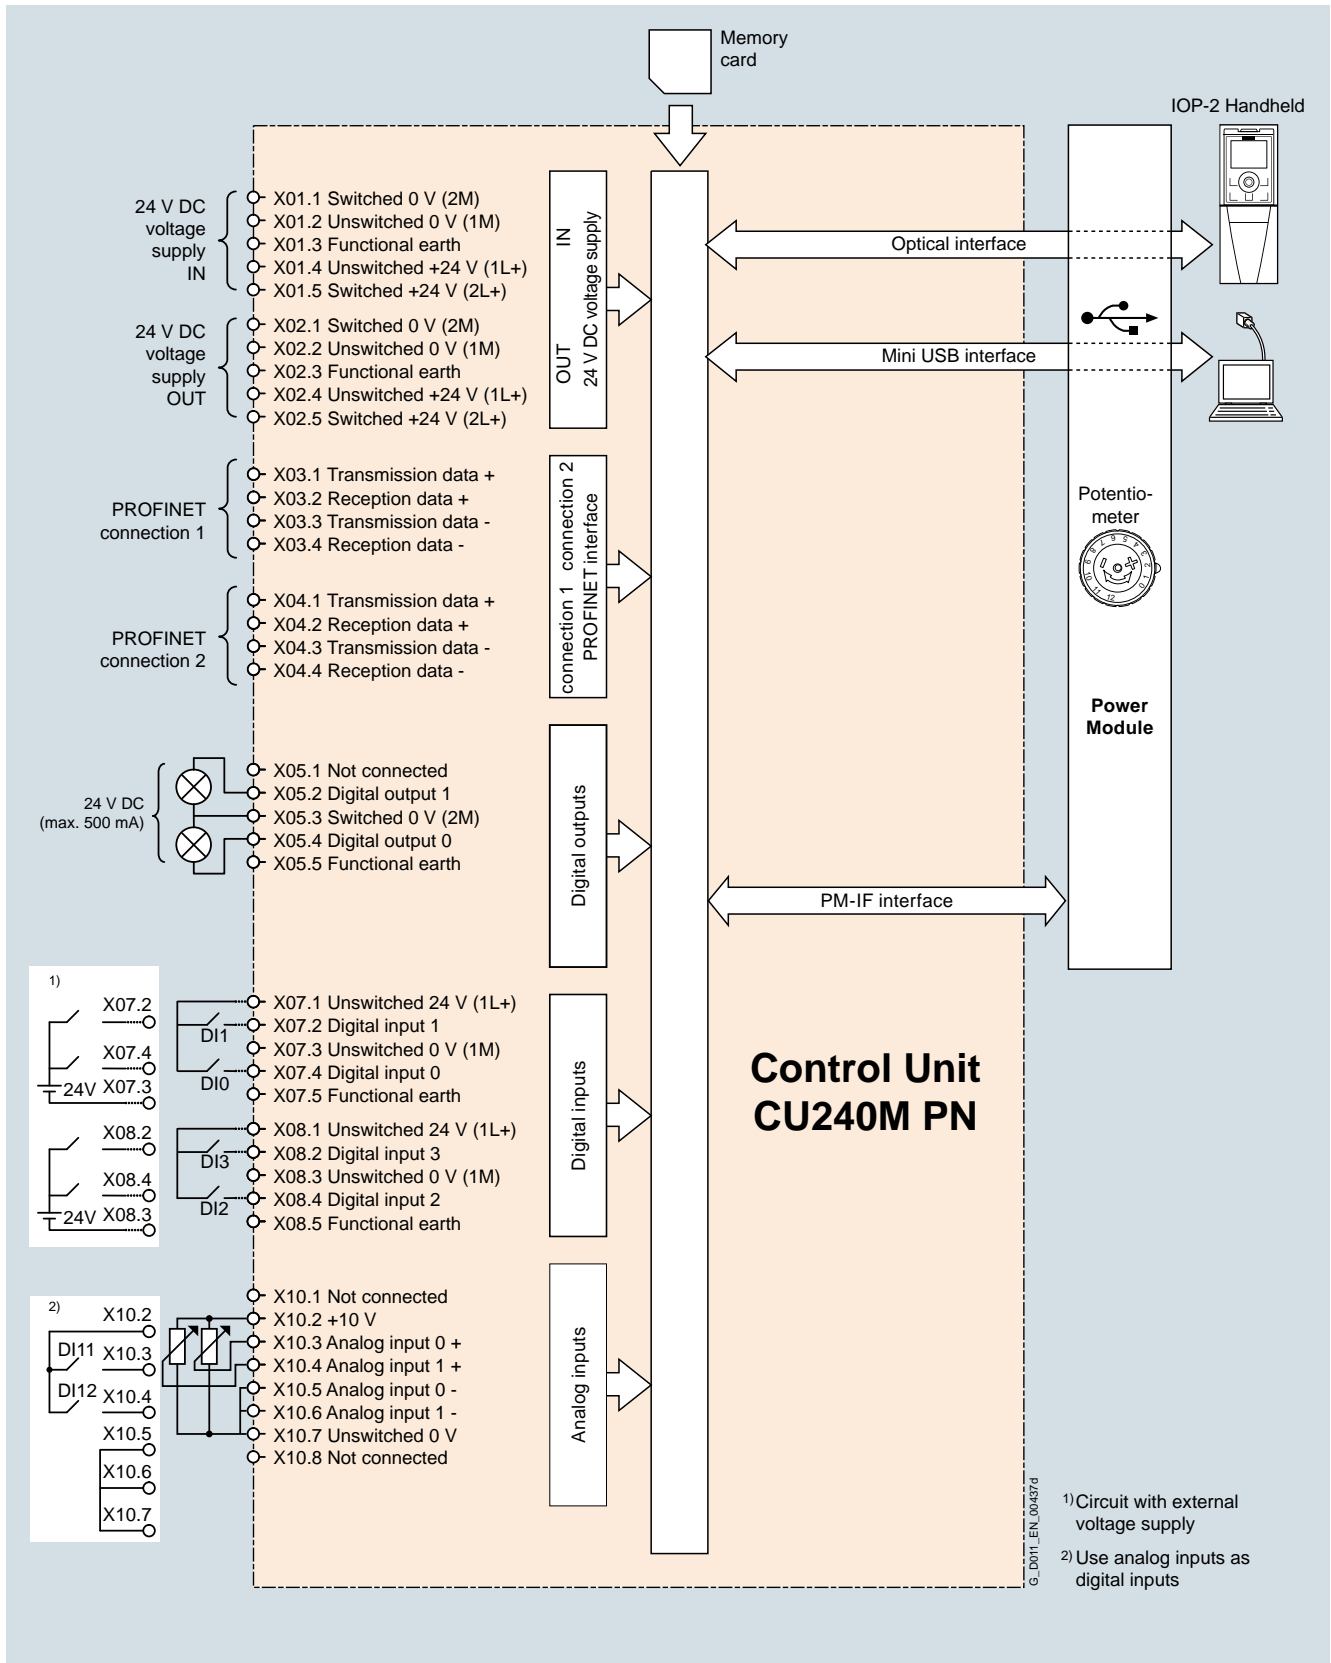 Memory
card
IOP-2 Handheld
24 V DC
voltage
supply
IN
X01.1 Switched 0 V (2M)
X01.2 Unswitched 0 V (1M)
X01.3 Functional earth
X01.4 Unswitched +24 V (1L+)
X01.5 Switched +24 V (2L+)
24 V DC
voltage
supply
OUT
X02.1 Switched 0 V (2M)
X02.2 Unswitched 0 V (1M)
X02.3 Functional earth
X02.4 Unswitched +24 V (1L+)
X02.5 Switched +24 V (2L+)
OUT IN
24 V DC voltage supply
Optical interface
Mini USB interface
PROFINET
connection 1
X03.1 Transmission data +
X03.2 Reception data +
X03.3 Transmission data -
X03.4 Reception data -
PROFINET
connection 2
X04.1 Transmission data +
X04.2 Reception data +
X04.3 Transmission data -
X04.4 Reception data -
connection 1 connection 2
PROFINET interface
Potentio-
meter
0 1 2 3 4 5 6 7 8 9 10 11 12
Power
Module
24 V DC
(max. 500 mA)
X05.1 Not connected
X05.2 Digital output 1
X05.3 Switched 0 V (2M)
X05.4 Digital output 0
X05.5 Functional earth
Digital outputs
PM-IF interface
1)
X07.2
X07.4
24V X07.3
X08.2
X08.4
24V X08.3
DI1
DI0
X07.1 Unswitched 24 V (1L+)
X07.2 Digital input 1
X07.3 Unswitched 0 V (1M)
X07.4 Digital input 0
X07.5 Functional earth
DI3
DI2
X08.1 Unswitched 24 V (1L+)
X08.2 Digital input 3
X08.3 Unswitched 0 V (1M)
X08.4 Digital input 2
X08.5 Functional earth
Digital inputs
Control Unit
CU240M PN
2)
X10.2
DI11 X10.3
DI12 X10.4
X10.5
X10.6
X10.7
X10.1 Not connected
X10.2 +10 V
X10.3 Analog input 0 +
X10.4 Analog input 1 +
X10.5 Analog input 0 -
X10.6 Analog input 1 -
X10.7 Unswitched 0 V
X10.8 Not connected
Analog inputs
G_D011_EN_00437d
1) Circuit with external
voltage supply
2) Use analog inputs as
digital inputs